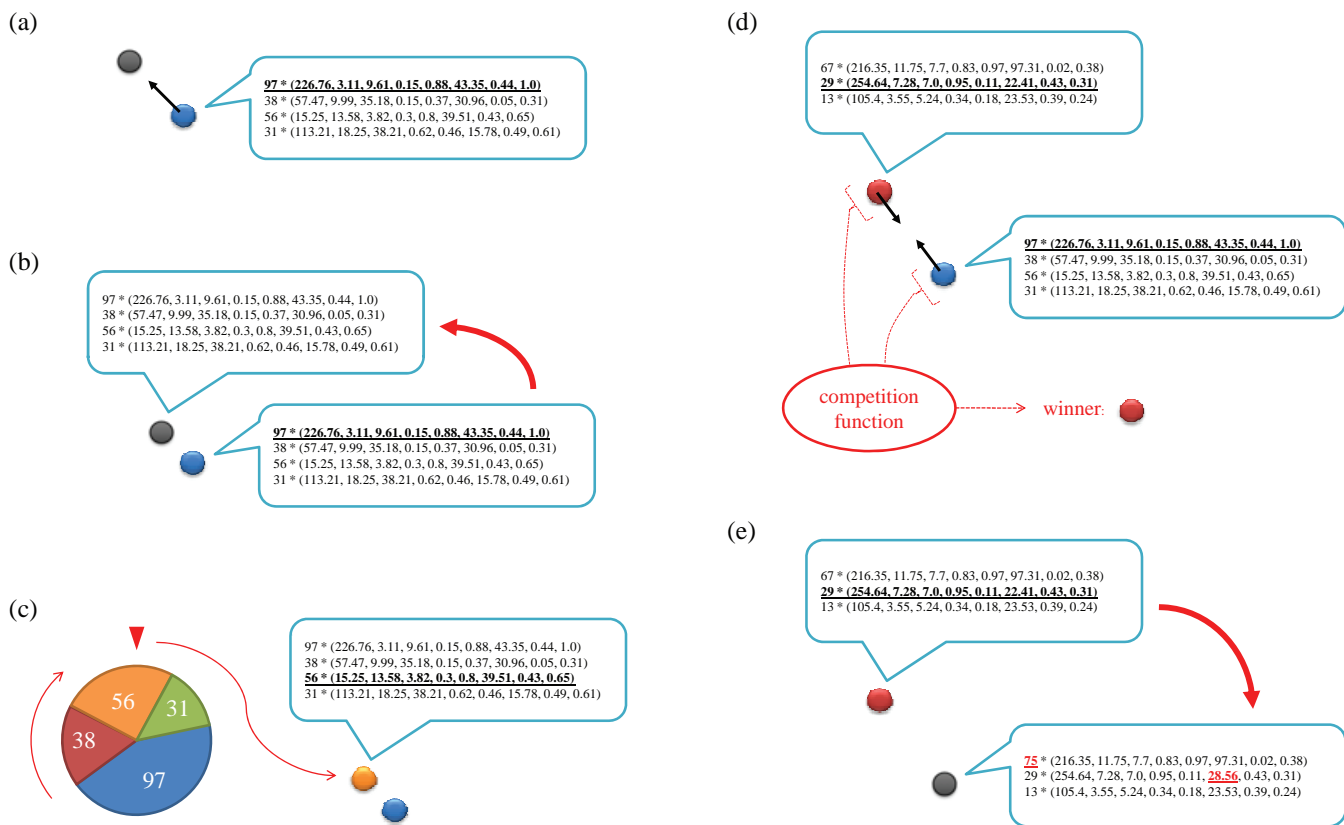 (a)
97 * (226.76, 3.11, 9.61, 0.15, 0.88, 43.35, 0.44, 1.0)
38 * (57.47, 9.99, 35.18, 0.15, 0.37, 30.96, 0.05, 0.31)
56 * (15.25, 13.58, 3.82, 0.3, 0.8, 39.51, 0.43, 0.65)
31 * (113.21, 18.25, 38.21, 0.62, 0.46, 15.78, 0.49, 0.61)
(b)
97 * (226.76, 3.11, 9.61, 0.15, 0.88, 43.35, 0.44, 1.0)
38 * (57.47, 9.99, 35.18, 0.15, 0.37, 30.96, 0.05, 0.31)
56 * (15.25, 13.58, 3.82, 0.3, 0.8, 39.51, 0.43, 0.65)
31 * (113.21, 18.25, 38.21, 0.62, 0.46, 15.78, 0.49, 0.61)
97 * (226.76, 3.11, 9.61, 0.15, 0.88, 43.35, 0.44, 1.0)
38 * (57.47, 9.99, 35.18, 0.15, 0.37, 30.96, 0.05, 0.31)
56 * (15.25, 13.58, 3.82, 0.3, 0.8, 39.51, 0.43, 0.65)
31 * (113.21, 18.25, 38.21, 0.62, 0.46, 15.78, 0.49, 0.61)
(c)
56
31
38
97
97 * (226.76, 3.11, 9.61, 0.15, 0.88, 43.35, 0.44, 1.0)
38 * (57.47, 9.99, 35.18, 0.15, 0.37, 30.96, 0.05, 0.31)
56 * (15.25, 13.58, 3.82, 0.3, 0.8, 39.51, 0.43, 0.65)
31 * (113.21, 18.25, 38.21, 0.62, 0.46, 15.78, 0.49, 0.61)
(d)
67 * (216.35, 11.75, 7.7, 0.83, 0.97, 97.31, 0.02, 0.38)
29 * (254.64, 7.28, 7.0, 0.95, 0.11, 22.41, 0.43, 0.31)
13 * (105.4, 3.55, 5.24, 0.34, 0.18, 23.53, 0.39, 0.24)
97 * (226.76, 3.11, 9.61, 0.15, 0.88, 43.35, 0.44, 1.0)
38 * (57.47, 9.99, 35.18, 0.15, 0.37, 30.96, 0.05, 0.31)
56 * (15.25, 13.58, 3.82, 0.3, 0.8, 39.51, 0.43, 0.65)
31 * (113.21, 18.25, 38.21, 0.62, 0.46, 15.78, 0.49, 0.61)
competition
function
winner:
(e)
67 * (216.35, 11.75, 7.7, 0.83, 0.97, 97.31, 0.02, 0.38)
29 * (254.64, 7.28, 7.0, 0.95, 0.11, 22.41, 0.43, 0.31)
13 * (105.4, 3.55, 5.24, 0.34, 0.18, 23.53, 0.39, 0.24)
75 * (216.35, 11.75, 7.7, 0.83, 0.97, 97.31, 0.02, 0.38)
29 * (254.64, 7.28, 7.0, 0.95, 0.11, 28.56, 0.43, 0.31)
13 * (105.4, 3.55, 5.24, 0.34, 0.18, 23.53, 0.39, 0.24)